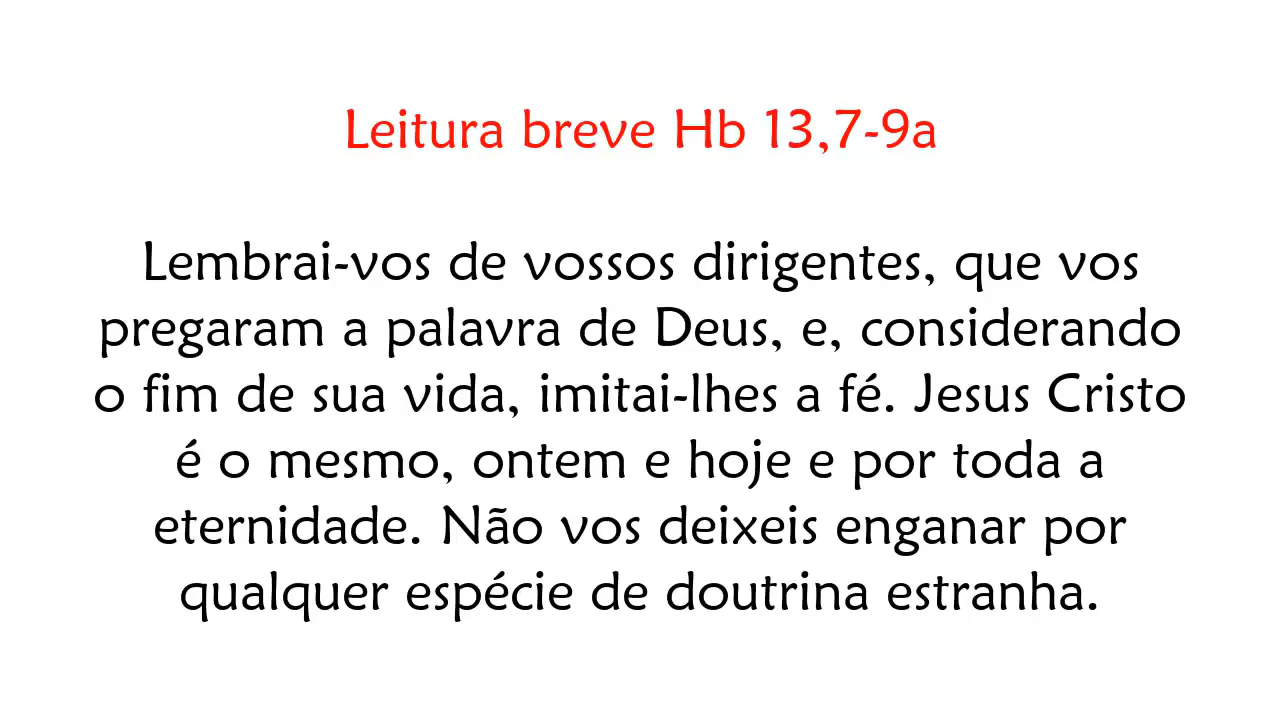 Leitura breve Hb 13,7-9a
Lembrai-vos de vossos dirigentes, que vos
pregaram a palavra de Deus, e, considerando
o fim de sua vida, imitai-lhes a fé. Jesus Cristo
é o mesmo, ontem e hoje e por toda a
eternidade. Não vos deixeis enganar por
qualquer espécie de doutrina estranha.